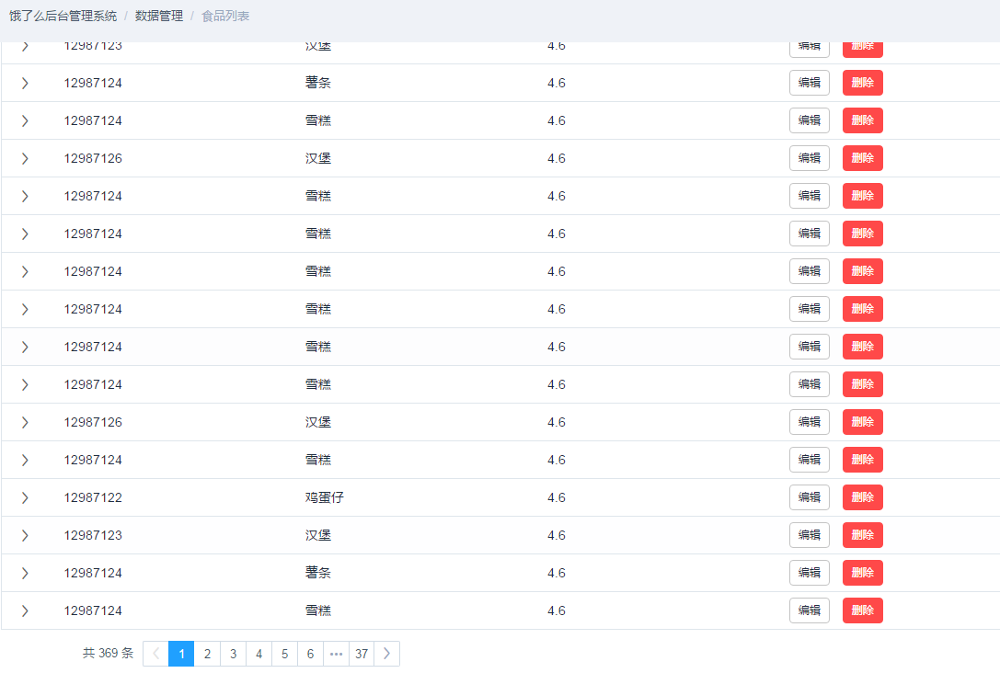 饿了么后台管理系统 / 数据管理 / 食品列表
12987123 汉堡 4.6 编辑 删除
12987124 薯条 4.6 编辑 删除
12987124 雪糕 4.6 编辑 删除
12987126 汉堡 4.6 编辑 删除
12987124 雪糕 4.6 编辑 删除
12987124 雪糕 4.6 编辑 删除
12987124 雪糕 4.6 编辑 删除
12987124 雪糕 4.6 编辑 删除
12987124 雪糕 4.6 编辑 删除
12987124 雪糕 4.6 编辑 删除
12987126 汉堡 4.6 编辑 删除
12987124 雪糕 4.6 编辑 删除
12987122 鸡蛋仔 4.6 编辑 删除
12987123 汉堡 4.6 编辑 删除
12987124 薯条 4.6 编辑 删除
12987124 雪糕 4.6 编辑 删除
共 369 条 1 2 3 4 5 6 ••• 37